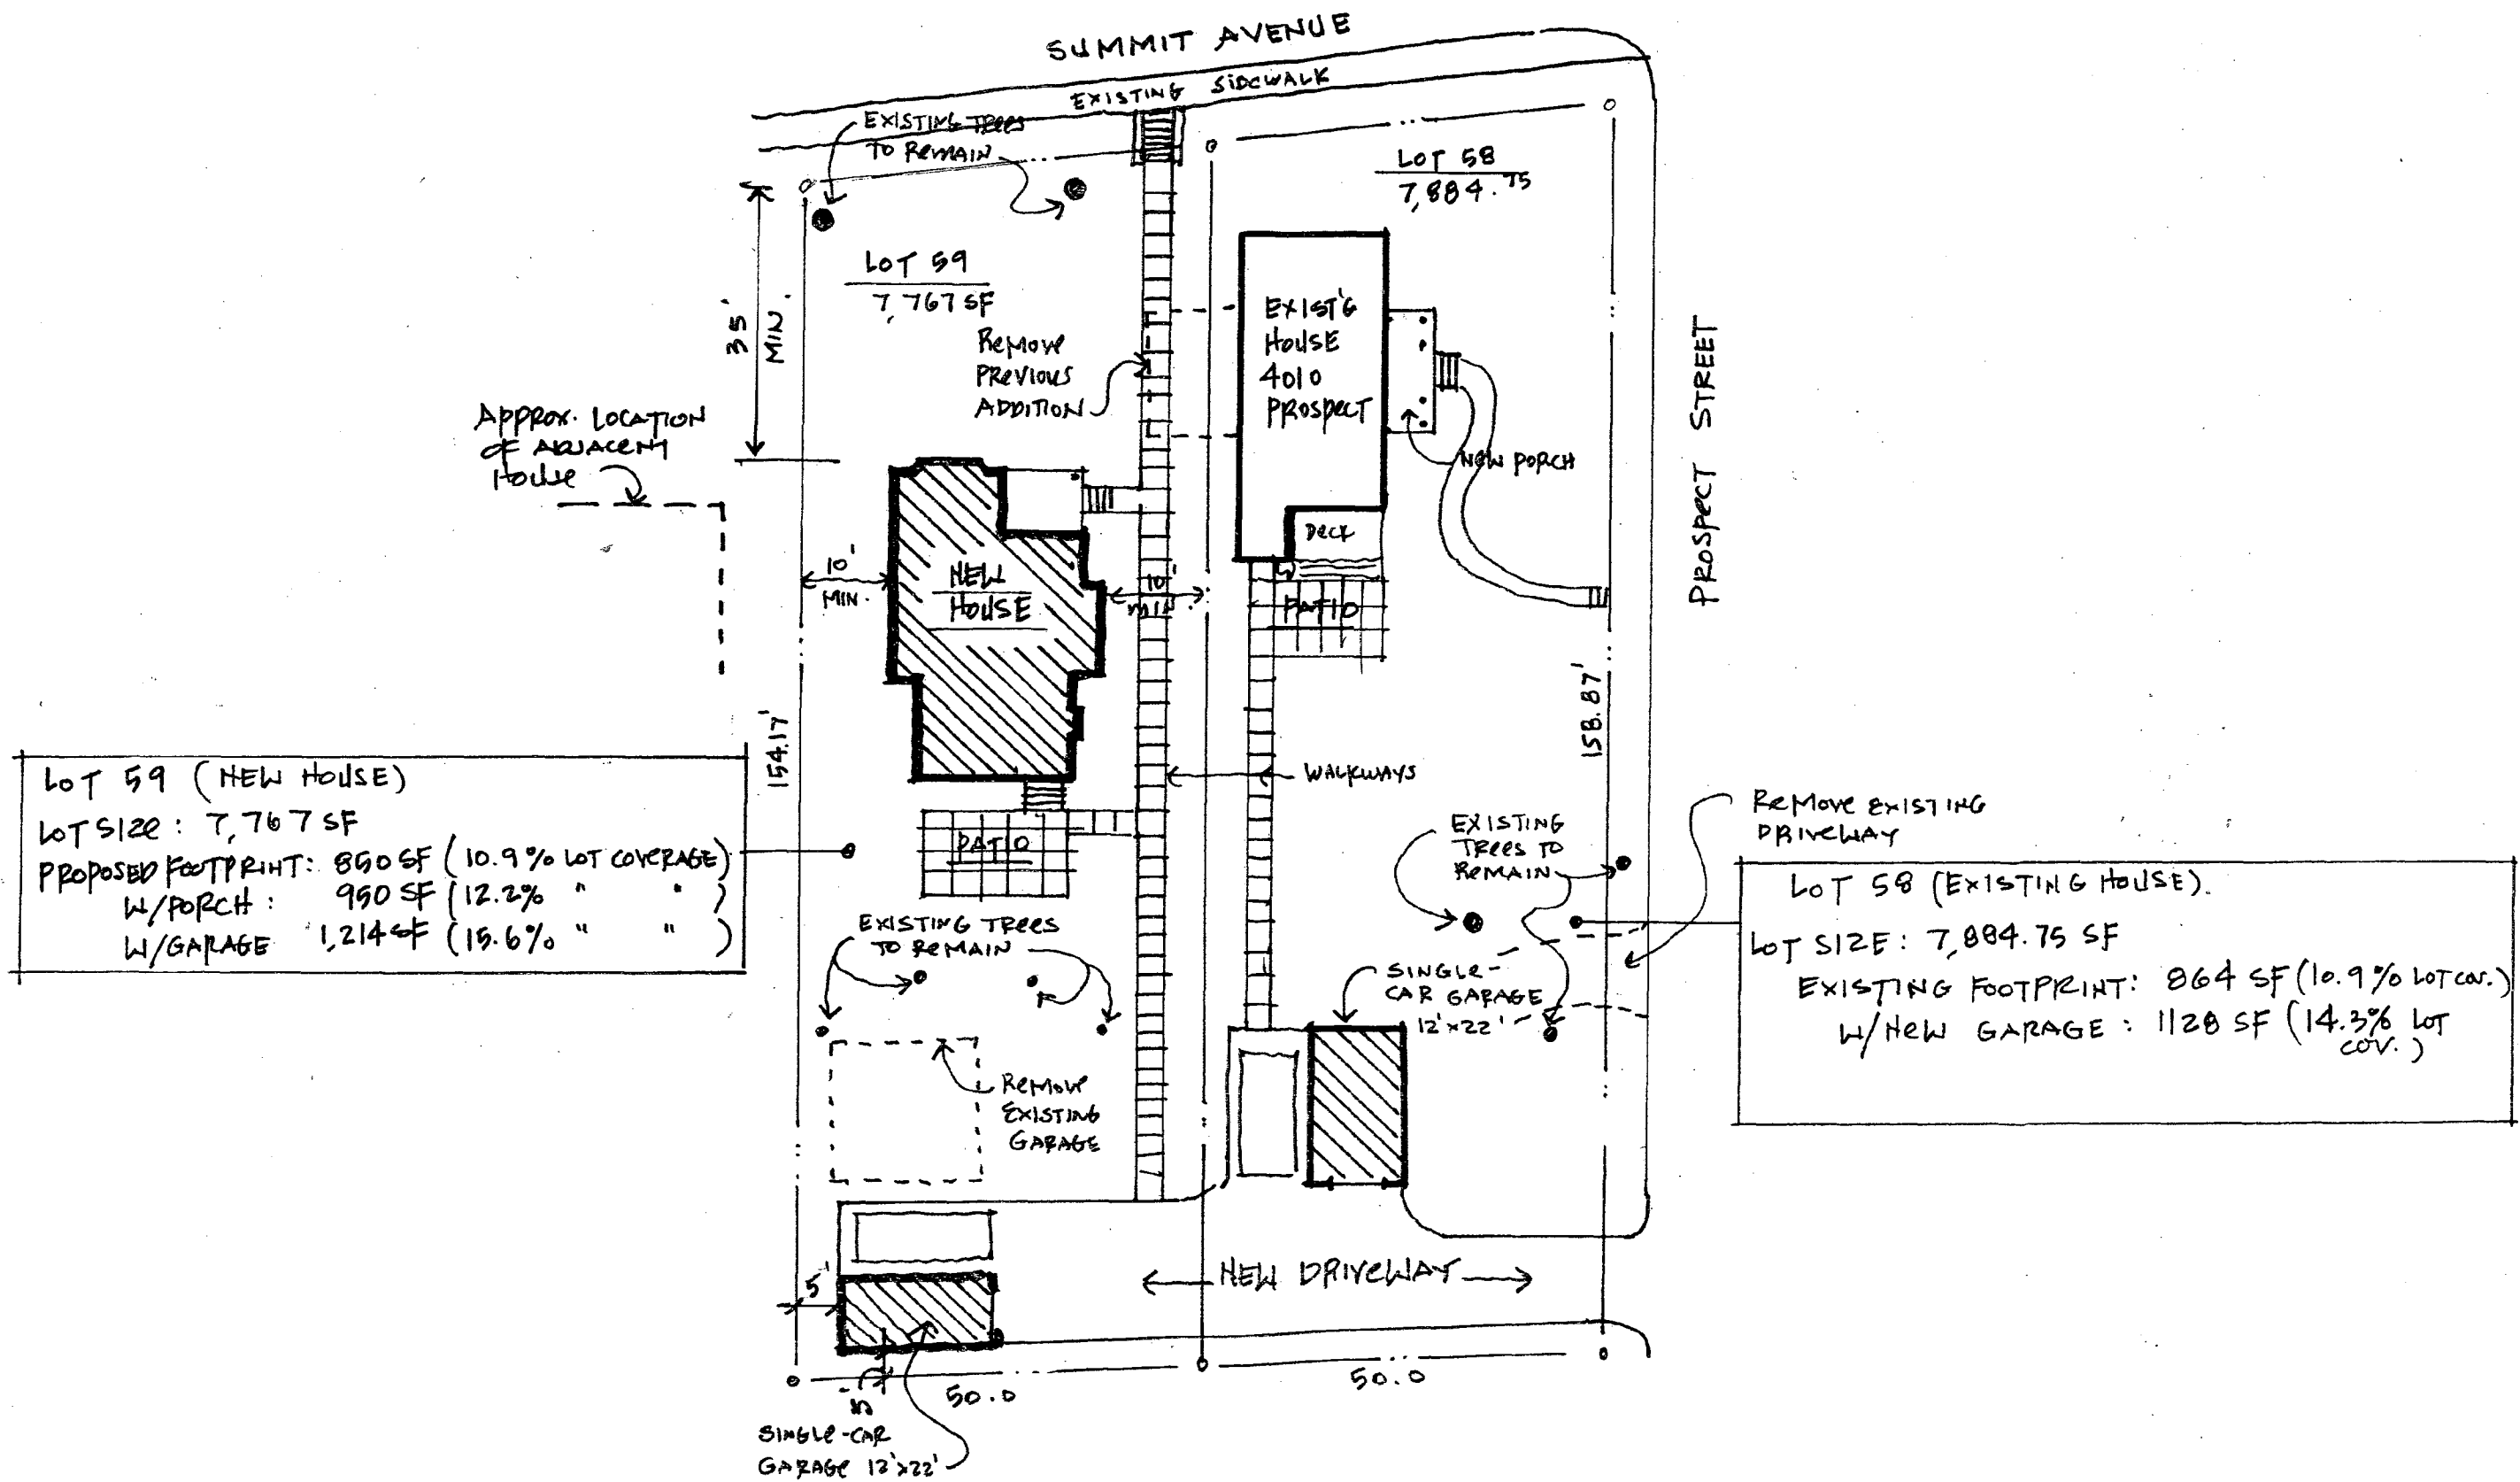 SUMMIT AVENUE
EXISTING SIDEWALK
EXISTING TREES
TO REMAIN
LOT 58
7,884.75
LOT 59
7,767 SF
35'
MIN.
REMOVE
PREVIOUS
ADDITION
EXIST'G
HOUSE
4010
PROSPECT
NEW PORCH
PROSPECT STREET
APPROX. LOCATION
OF ADJACENT
HOUSE
DECK
10'
MIN.
NEW
HOUSE
10'
MIN.
PATIO
154.17'
158.87'
WALKWAYS
LOT 59 (NEW HOUSE)
LOT SIZE: 7,767 SF
PROPOSED FOOTPRINT: 850 SF (10.9% LOT COVERAGE)
W/PORCH: 950 SF (12.2% " ")
W/GARAGE 1,214 SF (15.6% " ")
PATIO
EXISTING TREES
TO REMAIN
EXISTING
TREES TO
REMAIN
REMOVE EXISTING
DRIVEWAY
LOT 58 (EXISTING HOUSE).
LOT SIZE: 7,884.75 SF
EXISTING FOOTPRINT: 864 SF (10.9% LOT COV.)
W/NEW GARAGE: 1128 SF (14.3% LOT
COV.)
SINGLE-
CAR GARAGE
12'x22'
REMOVE
EXISTING
GARAGE
NEW DRIVEWAY
5'
5'
50.0
50.0
SINGLE-CAR
GARAGE 12'x22'